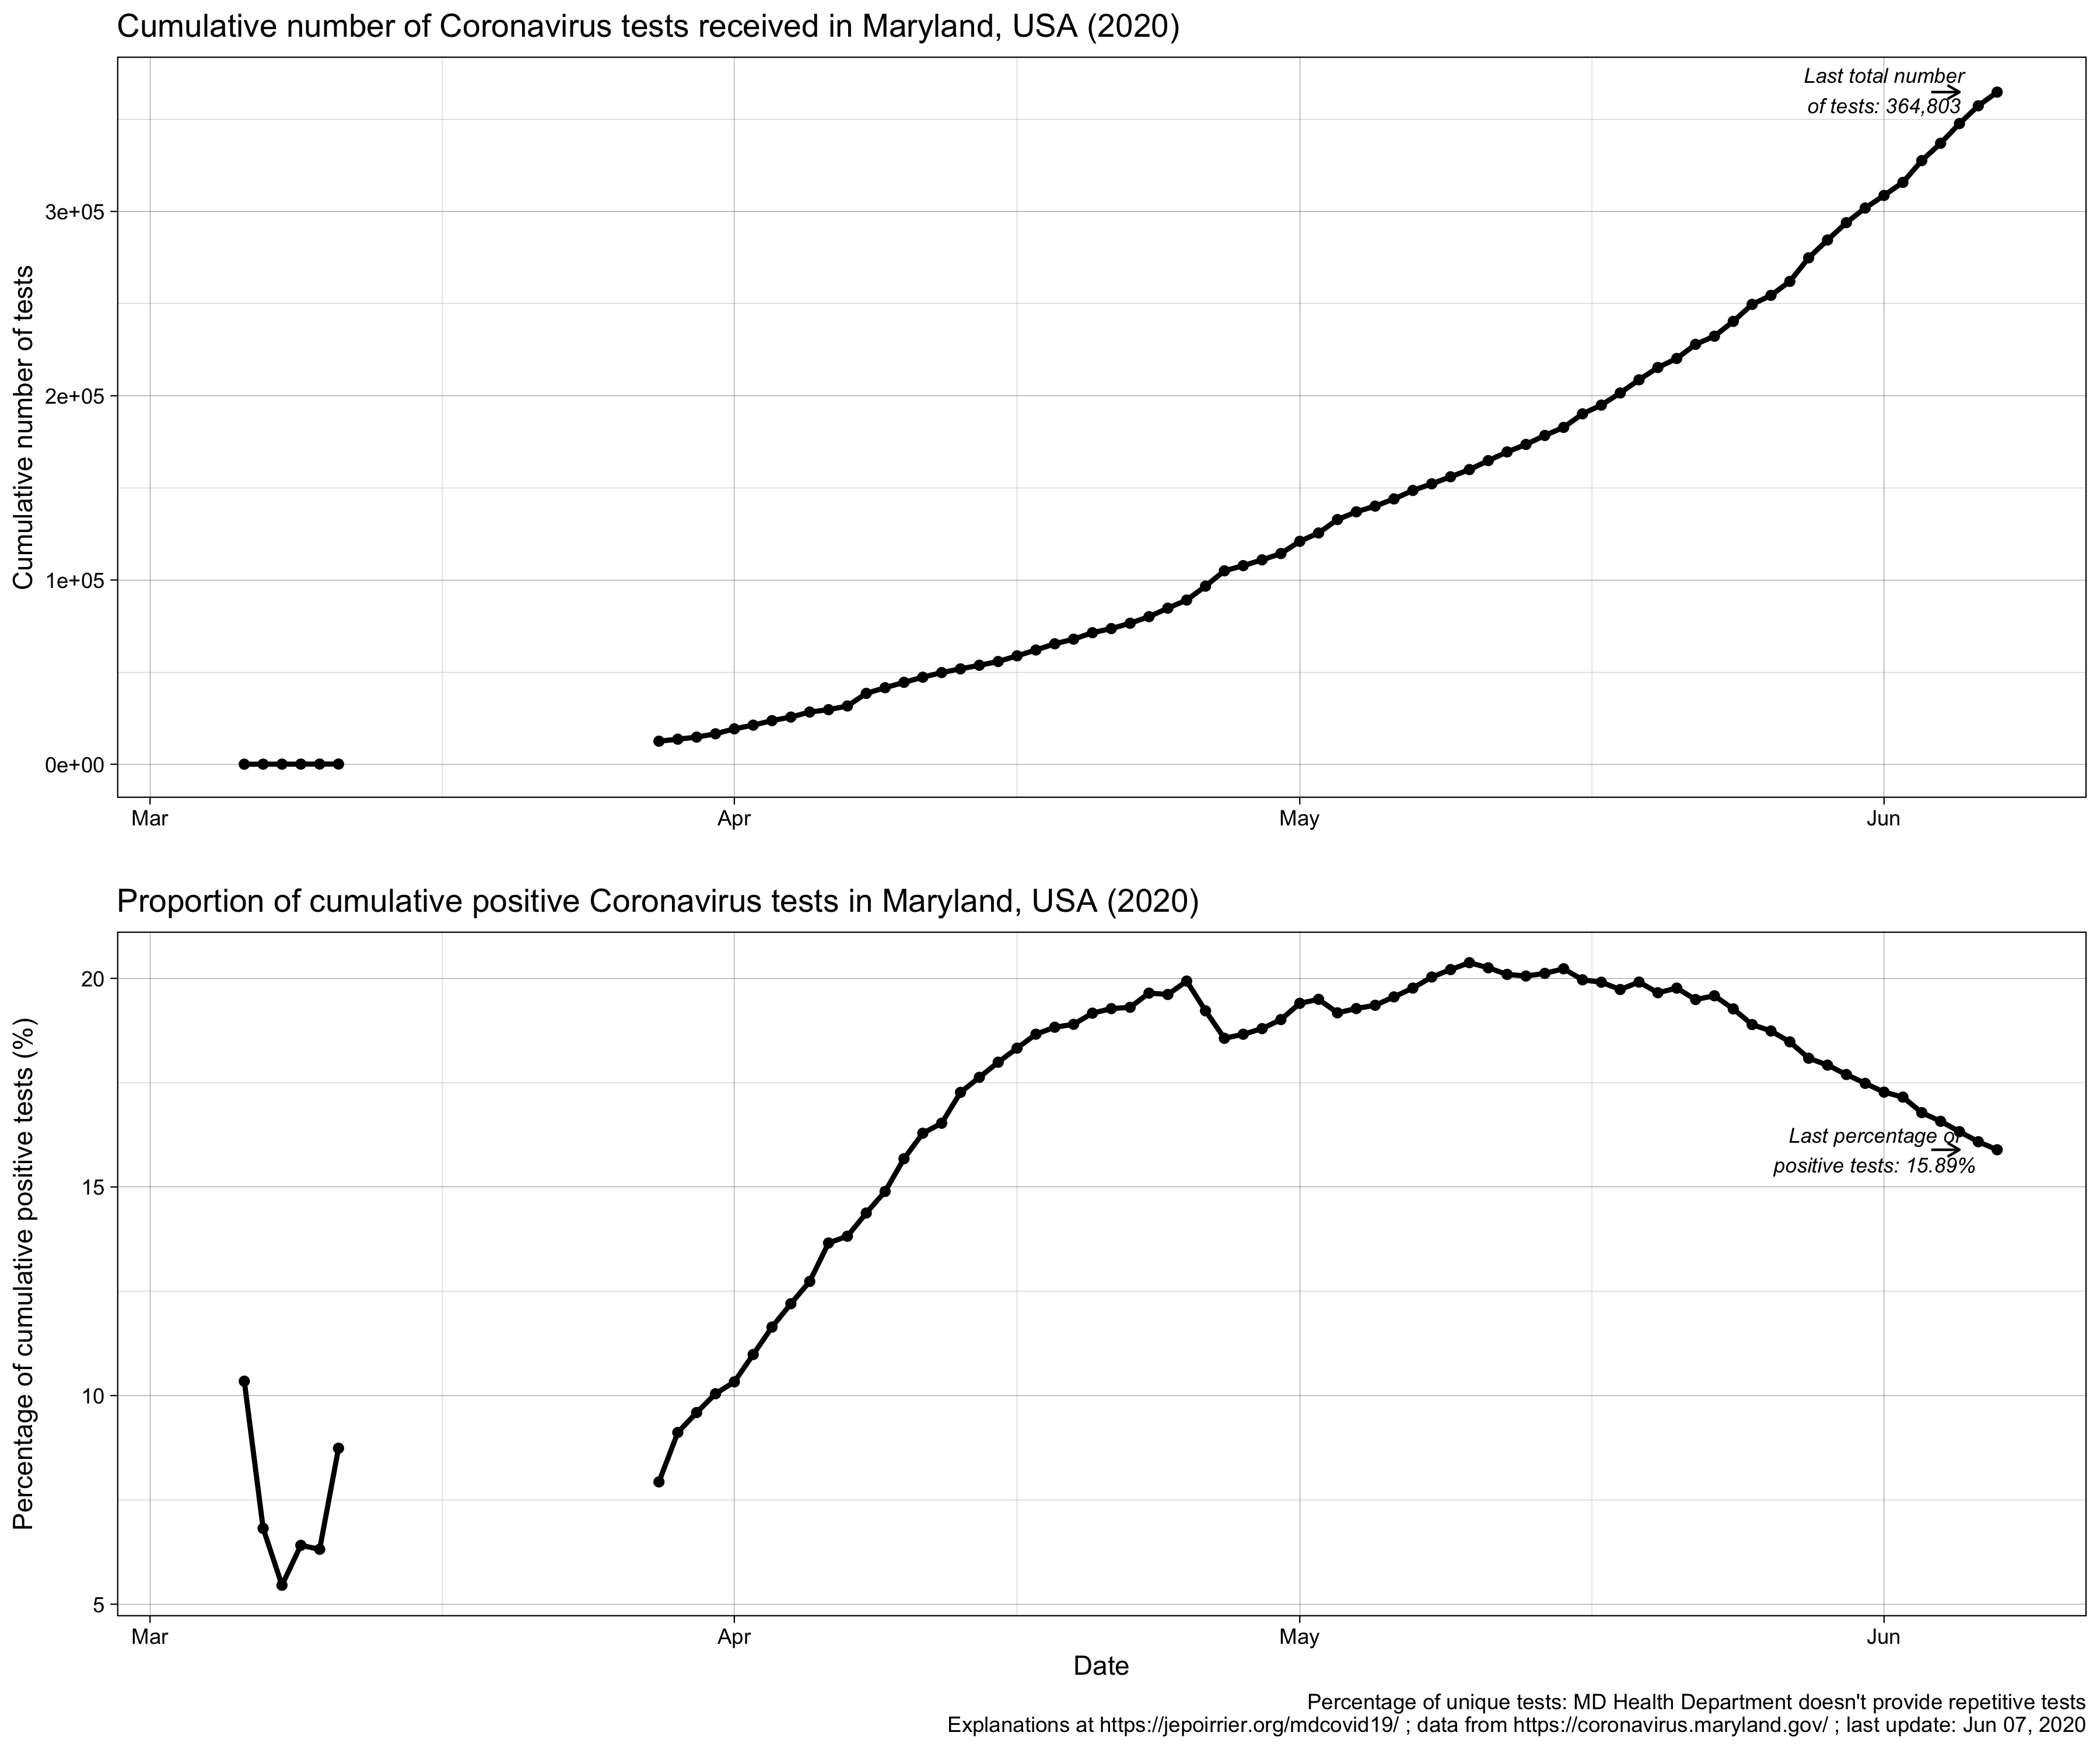 Cumulative number of Coronavirus tests received in Maryland, USA (2020)
Cumulative number of tests
3e+05
2e+05
1e+05
0e+00
Last total number
of tests: 364,803
Mar
Apr
May
Jun
Proportion of cumulative positive Coronavirus tests in Maryland, USA (2020)
Percentage of cumulative positive tests (%)
20
15
10
5
Last percentage of
positive tests: 15.89%
Mar
Apr
May
Jun
Date
Percentage of unique tests: MD Health Department doesn't provide repetitive tests
Explanations at https://jepoirrier.org/mdcovid19/ ; data from https://coronavirus.maryland.gov/ ; last update: Jun 07, 2020